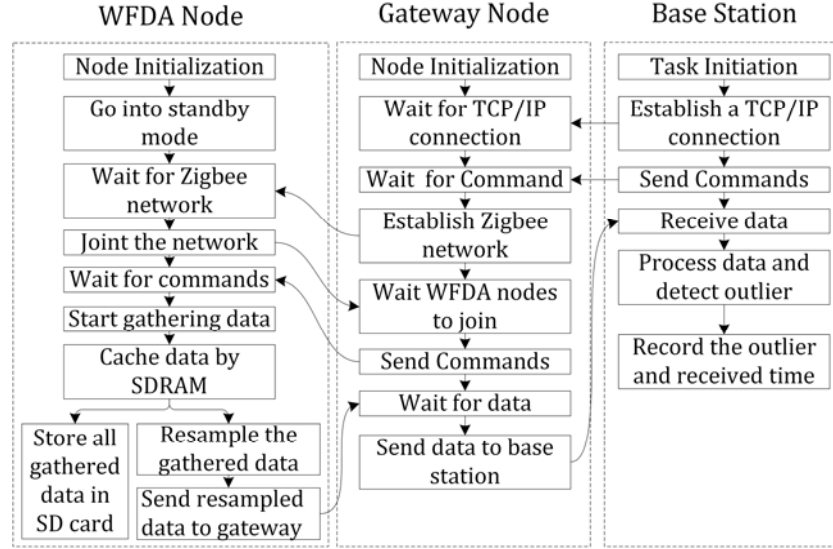 WFDA Node
Node Initialization
Go into standby
mode
Wait for Zigbee
network
Joint the network
Wait for commands
Start gathering data
Cache data by
SDRAM
Store all
gathered
data in
SD card
Resample the
gathered data
Send resampled
data to gateway
Gateway Node
Node Initialization
Wait for TCP/IP
connection
Wait for Command
Establish Zigbee
network
Wait WFDA nodes
to join
Send Commands
Wait for data
Send data to base
station
Base Station
Task Initiation
Establish a TCP/IP
connection
Send Commands
Receive data
Process data and
detect outlier
Record the outlier
and received time